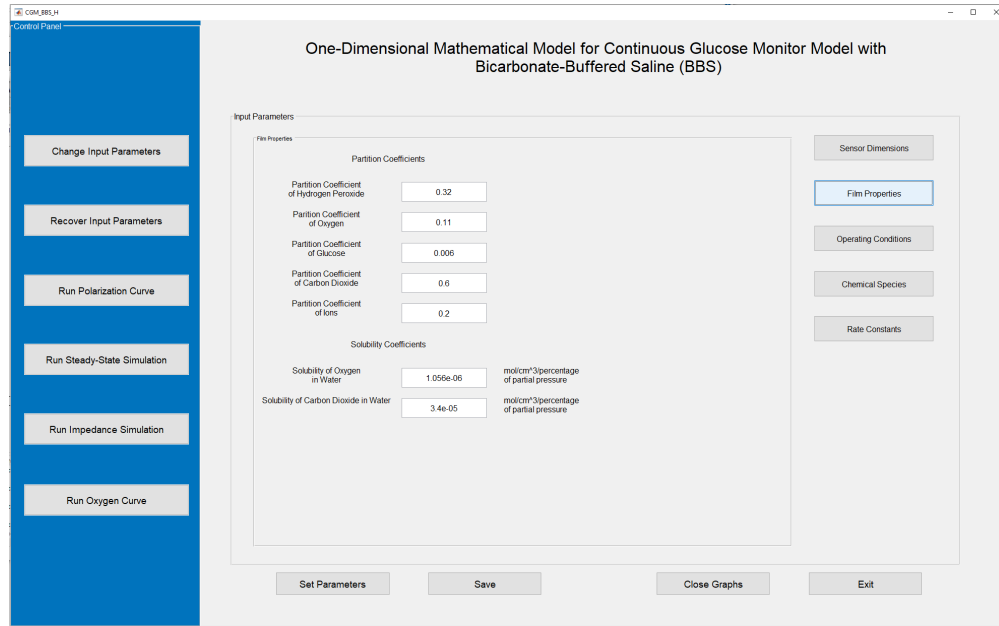 CGM_BBS_H
Control Panel
One-Dimensional Mathematical Model for Continuous Glucose Monitor Model with
Bicarbonate-Buffered Saline (BBS)
Change Input Parameters
Recover Input Parameters
Run Polarization Curve
Run Steady-State Simulation
Run Impedance Simulation
Run Oxygen Curve
Input Parameters
Film Properties
Partition Coefficients
Partition Coefficient
of Hydrogen Peroxide
0.32
Parition Coefficient
of Oxygen
0.11
Partition Coefficient
of Glucose
0.006
Partition Coefficient
of Carbon Dioxide
0.6
Partition Coefficient
of Ions
0.2
Solubility Coefficients
Solubility of Oxygen
in Water
1.056e-06
mol/cm^3/percentage
of partial pressure
Solubility of Carbon Dioxide in Water
3.4e-05
mol/cm^3/percentage
of partial pressure
Sensor Dimensions
Film Properties
Operating Conditions
Chemical Species
Rate Constants
Set Parameters
Save
Close Graphs
Exit